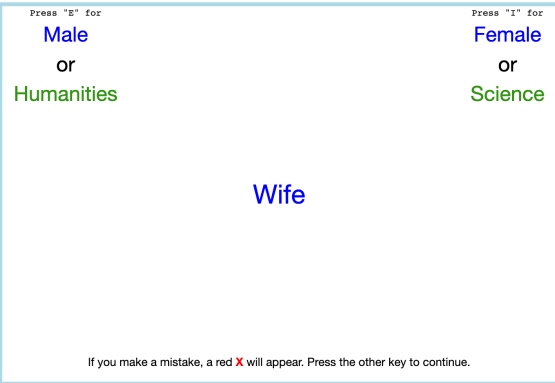 Press "E" for
Male
or
Humanities
Press "I" for
Female
or
Science
Wife
If you make a mistake, a red X will appear. Press the other key to continue.